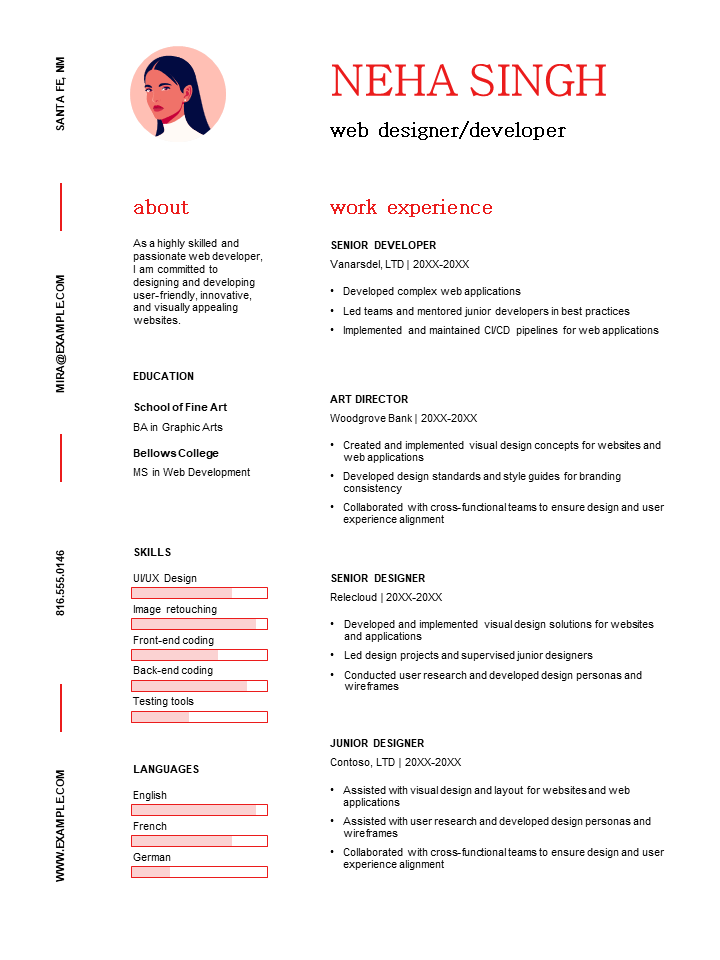 SANTA FE, NM
MIRA@EXAMPLE.COM
816.555.0146
WWW.EXAMPLE.COM
NEHA SINGH
web designer/developer
about
As a highly skilled and
passionate web developer,
I am committed to
designing and developing
user-friendly, innovative,
and visually appealing
websites.
EDUCATION
School of Fine Art
BA in Graphic Arts
Bellows College
MS in Web Development
SKILLS
UI/UX Design
Image retouching
Front-end coding
Back-end coding
Testing tools
LANGUAGES
English
French
German
work experience
SENIOR DEVELOPER
Vanarsdel, LTD | 20XX-20XX
• Developed complex web applications
• Led teams and mentored junior developers in best practices
• Implemented and maintained CI/CD pipelines for web applications
ART DIRECTOR
Woodgrove Bank | 20XX-20XX
• Created and implemented visual design concepts for websites and
web applications
• Developed design standards and style guides for branding
consistency
• Collaborated with cross-functional teams to ensure design and user
experience alignment
SENIOR DESIGNER
Relecloud | 20XX-20XX
• Developed and implemented visual design solutions for websites
and applications
• Led design projects and supervised junior designers
• Conducted user research and developed design personas and
wireframes
JUNIOR DESIGNER
Contoso, LTD | 20XX-20XX
• Assisted with visual design and layout for websites and web
applications
• Assisted with user research and developed design personas and
wireframes
• Collaborated with cross-functional teams to ensure design and user
experience alignment